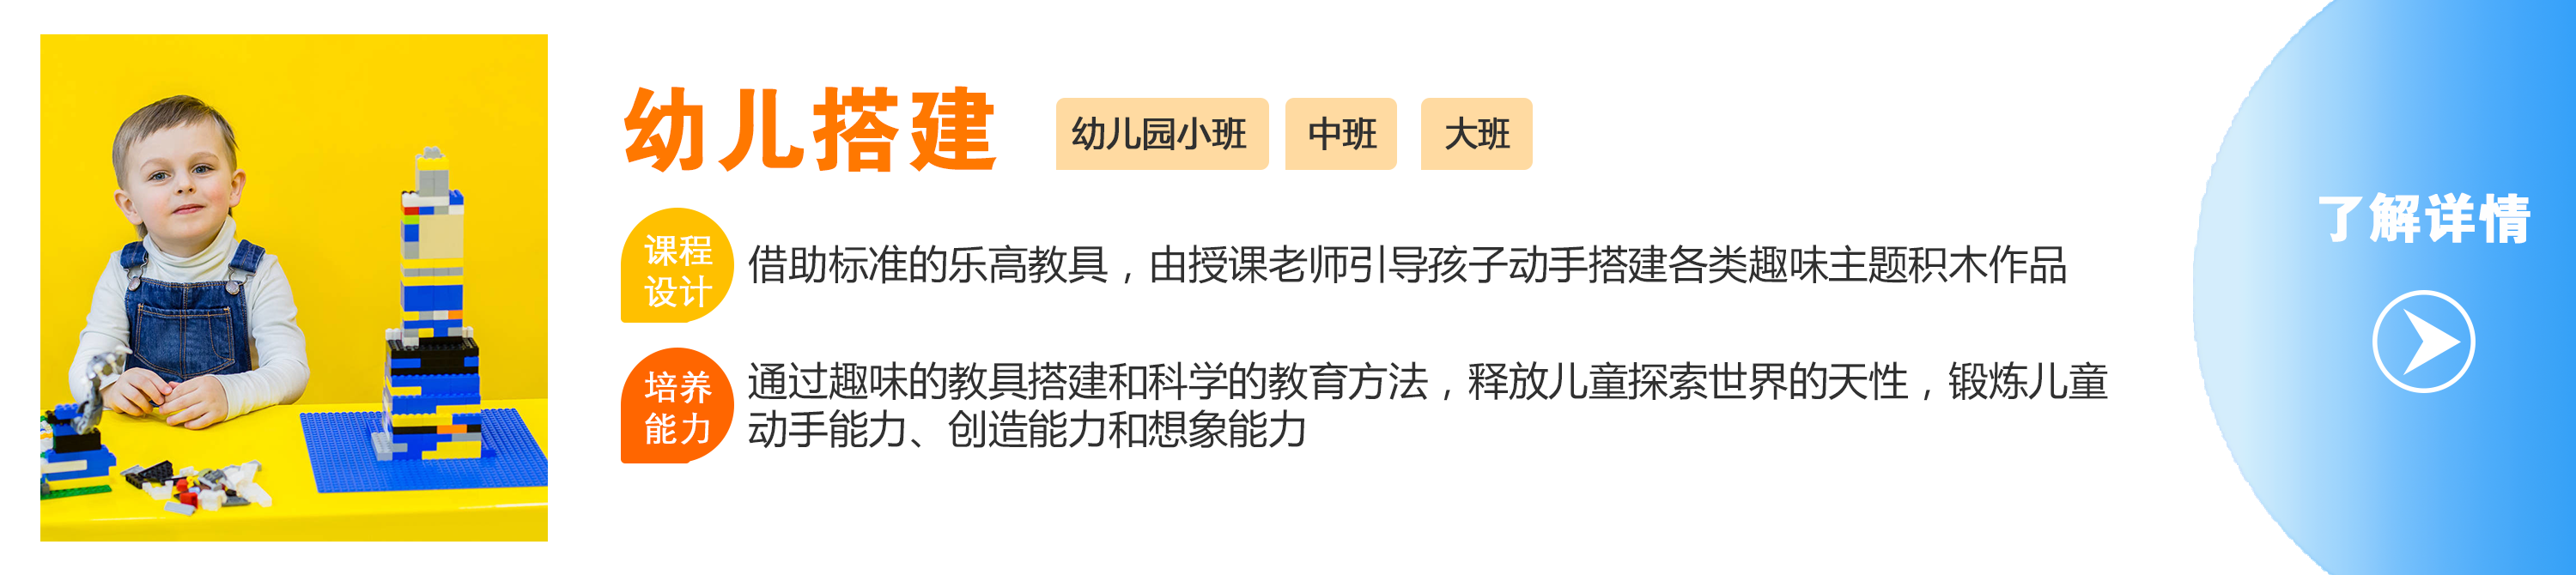 幼儿搭建 幼儿园小班 中班 大班
课程
设计
借助标准的乐高教具，由授课老师引导孩子动手搭建各类趣味主题积木作品
培养
能力
通过趣味的教具搭建和科学的教育方法，释放儿童探索世界的天性，锻炼儿童
动手能力、创造能力和想象能力
了解详情